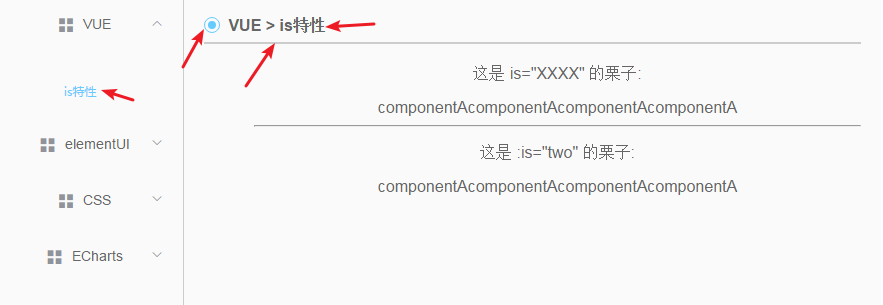 VUE
is特性
elementUI
CSS
ECharts
VUE > is特性
这是 is="XXXX" 的栗子:
componentAcomponentAcomponentAcomponentA
这是 :is="two" 的栗子:
componentAcomponentAcomponentAcomponentA